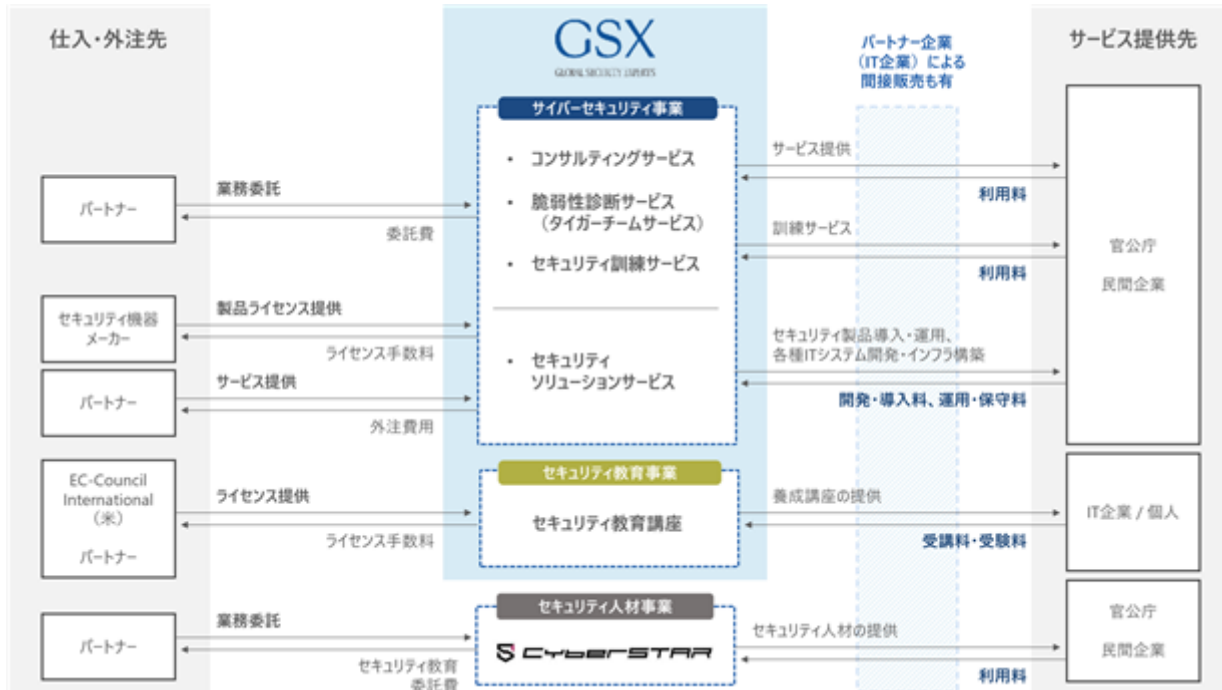 仕入・外注先
GSX
GLOBAL SECURITY EXPERTS
パートナー企業
（IT企業）による
間接販売も有
サービス提供先
サイバーセキュリティ事業
• コンサルティングサービス
• 脆弱性診断サービス
（タイガーチームサービス）
• セキュリティ訓練サービス
• セキュリティ
ソリューションサービス
パートナー
業務委託
委託費
サービス提供
利用料
訓練サービス
利用料
官公庁
民間企業
セキュリティ機器
メーカー
製品ライセンス提供
ライセンス手数料
パートナー
サービス提供
外注費用
セキュリティ製品導入・運用、
各種ITシステム開発・インフラ構築
開発・導入料、運用・保守料
EC-Council
International
（米）
パートナー
ライセンス提供
ライセンス手数料
セキュリティ教育事業
セキュリティ教育講座
養成講座の提供
受講料・受験料
IT企業 / 個人
パートナー
業務委託
セキュリティ教育
委託費
セキュリティ人材事業
CYBERSTAR
セキュリティ人材の提供
利用料
官公庁
民間企業